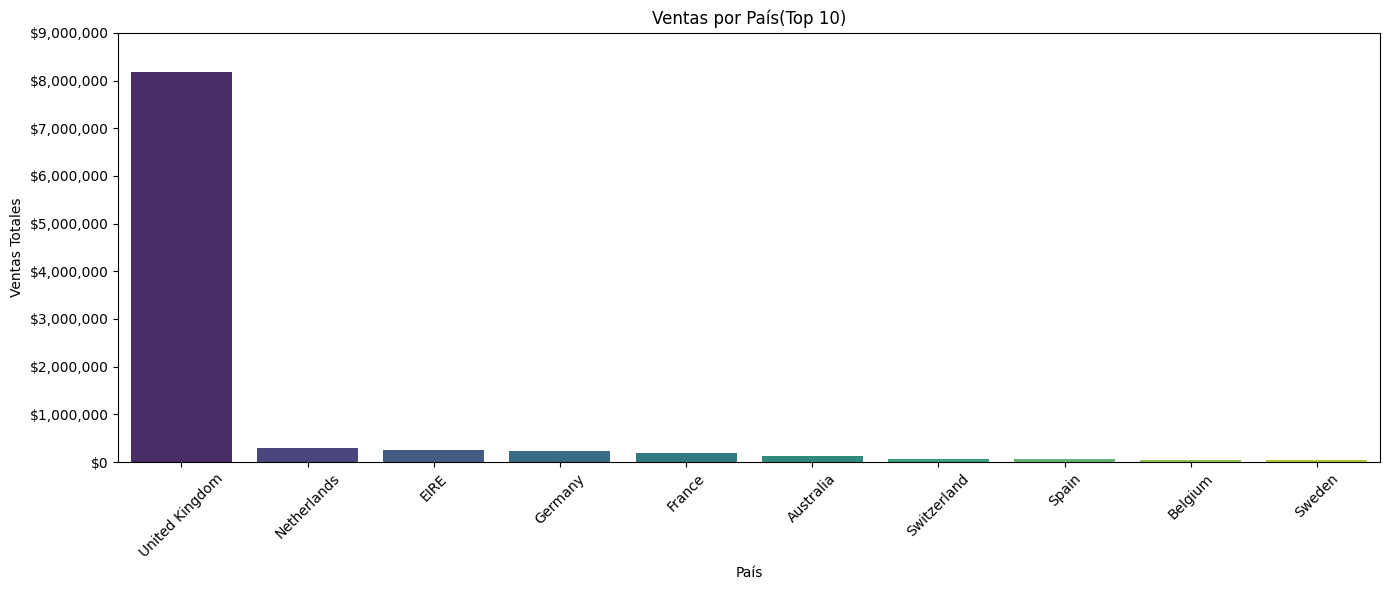 Ventas por País(Top 10)
Ventas Totales
$9,000,000
$8,000,000
$7,000,000
$6,000,000
$5,000,000
$4,000,000
$3,000,000
$2,000,000
$1,000,000
$0
United Kingdom
Netherlands
EIRE
Germany
France
Australia
Switzerland
Spain
Belgium
Sweden
País